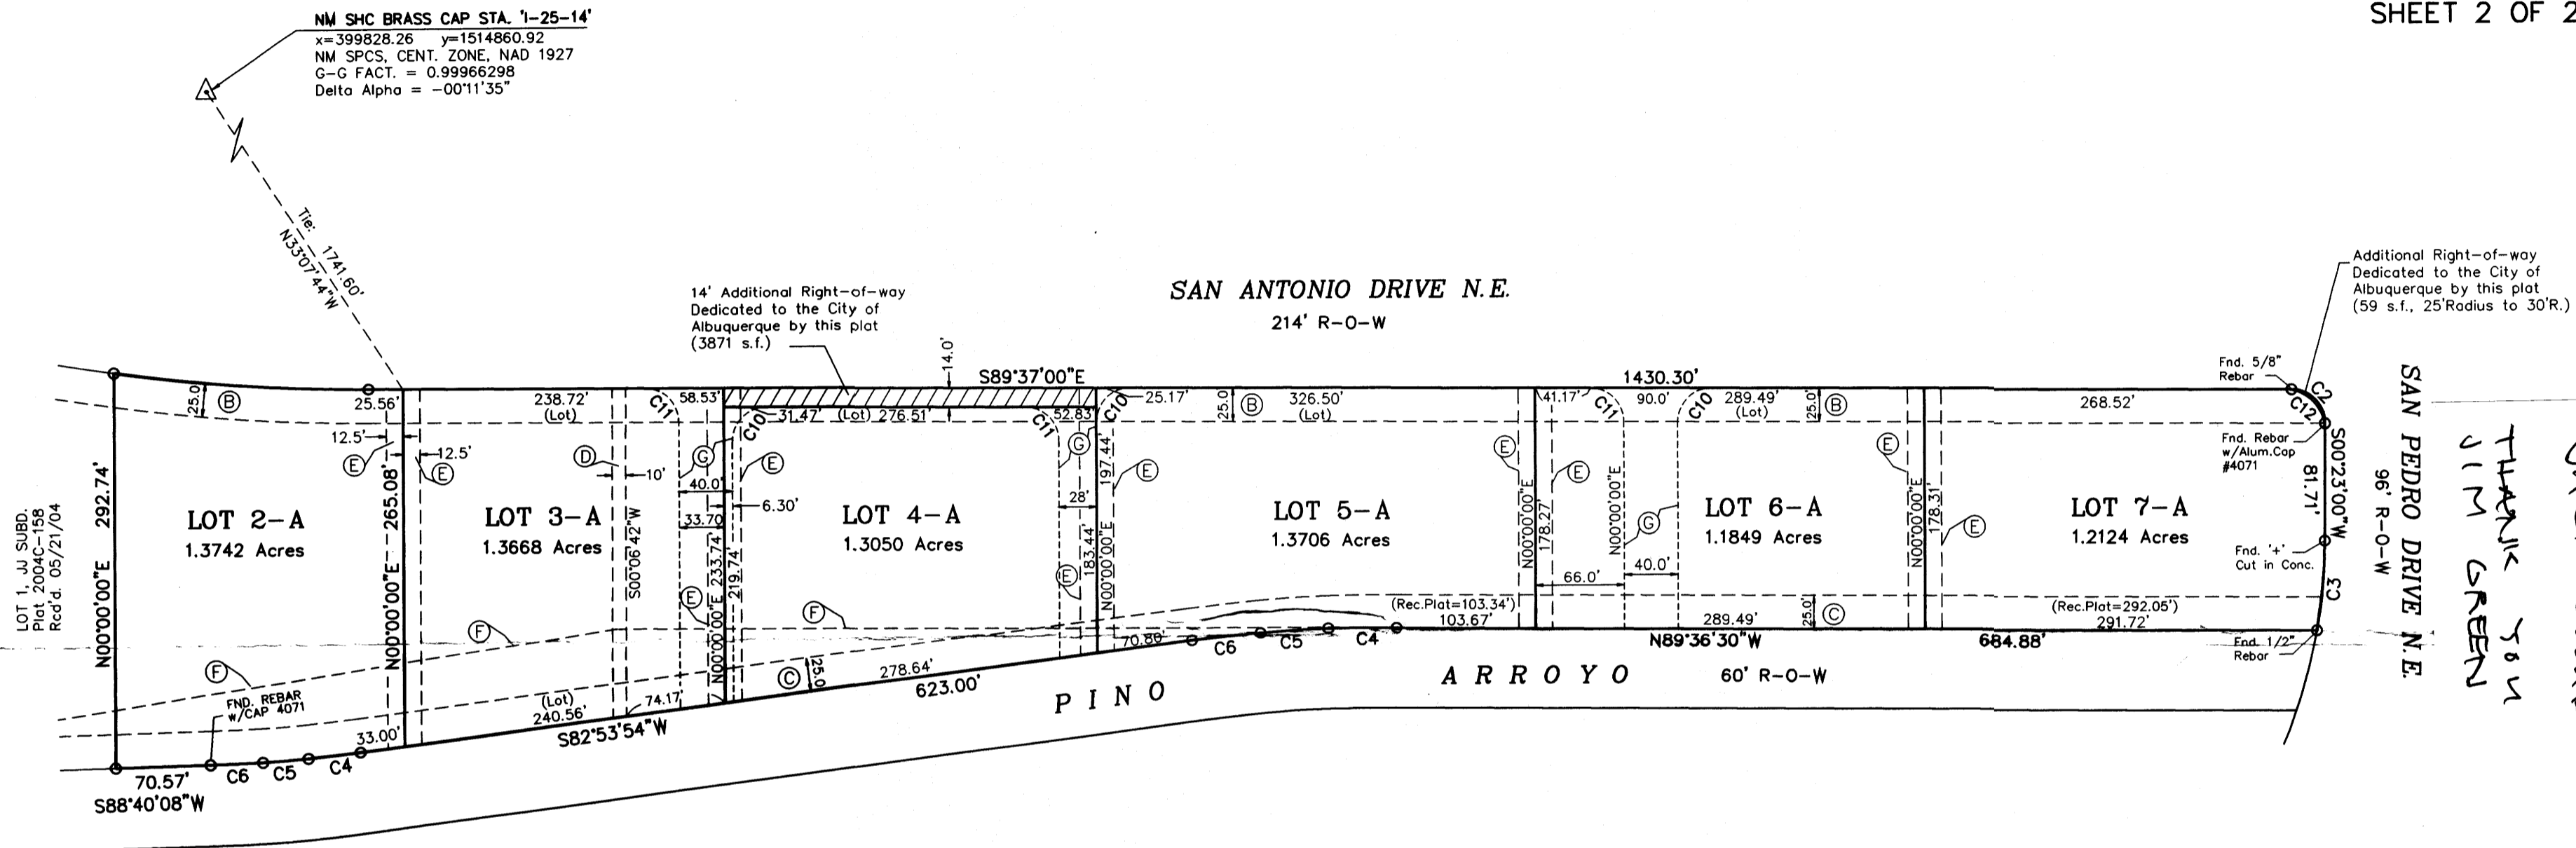 SHEET 2 OF 2
NM SHC BRASS CAP STA. 'I-25-14'
x=399828.26 y=1514860.92
NM SPCS, CENT. ZONE, NAD 1927
G-G FACT. = 0.99966298
Delta Alpha = -00°11'35"
Tie: 1741.60'
N33°07'44"W
14' Additional Right-of-way
Dedicated to the City of
Albuquerque by this plat
(3871 s.f.)
SAN ANTONIO DRIVE N.E.
214' R-O-W
Additional Right-of-way
Dedicated to the City of
Albuquerque by this plat
(59 s.f., 25'Radius to 30'R.)
14.0'
S89°37'00"E
1430.30'
Fnd. 5/8"
Rebar
C2
C12
25.0
B
25.56'
238.72'
(Lot)
C11
58.53'
31.47'
(Lot)
276.51'
C10
C11
52.83'
C10
25.17'
326.50'
(Lot)
25.0'
B
41.17'
C11
90.0'
C10
289.49'
(Lot)
25.0'
B
268.52'
Fnd. Rebar
w/Alum.Cap
#4071
S00°23'00"W
81.71'
SAN PEDRO DRIVE N.E.
96' R-O-W
THANK YOU
JIM GREEN
12.5'
E
12.5'
E
D
10'
G
40.0'
33.70
E
6.30'
G
28'
E
197.44'
E
E
E
E
LOT 1, JJ SUBD.
Plat 2004C-158
Rcd'd. 05/21/04
N00°00'00"E 292.74'
LOT 2-A
1.3742 Acres
N00°00'00"E 265.08'
LOT 3-A
1.3668 Acres
S00°06'42"W
N00°00'00"E 233.74'
219.74'
LOT 4-A
1.3050 Acres
183.44'
N00°00'00"E
LOT 5-A
1.3706 Acres
N00°00'00"E
178.27'
N00°00'00"E
G
LOT 6-A
1.1849 Acres
N00°00'00"E
178.31'
E
LOT 7-A
1.2124 Acres
Fnd. '+'
Cut in Conc.
C3
66.0'
40.0'
E
F
F
F
(Rec.Plat=103.34')
103.67'
289.49'
25.0'
C
(Rec.Plat=292.05')
291.72'
FND. REBAR
w/CAP 4071
70.80'
C6
C5
C4
N89°36'30"W
684.88'
Fnd. 1/2"
Rebar
C
25.0
278.64'
623.00'
(Lot)
240.56'
74.17'
33.00'
S82°53'54"W
PINO ARROYO
60' R-O-W
70.57'
C6
C5
C4
S88°40'08"W